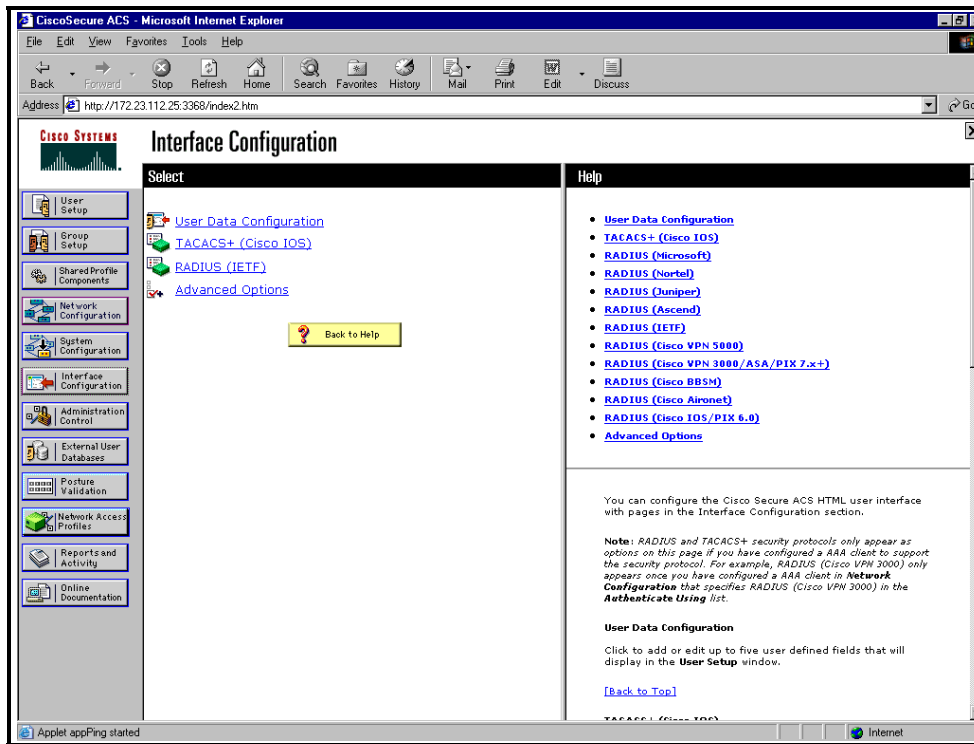 CiscoSecure ACS - Microsoft Internet Explorer
File Edit View Favorites Tools Help
Back Forward Stop Refresh Home Search Favorites History Mail Print Edit Discuss
Address http://172.23.112.25:3368/index2.htm Go
CISCO SYSTEMS
Interface Configuration
Select
User Setup
Group Setup
Shared Profile Components
Network Configuration
System Configuration
Interface Configuration
Administration Control
External User Databases
Posture Validation
Network Access Profiles
Reports and Activity
Online Documentation
User Data Configuration
TACACS+ (Cisco IOS)
RADIUS (IETF)
Advanced Options
Back to Help
Help
User Data Configuration
TACACS+ (Cisco IOS)
RADIUS (Microsoft)
RADIUS (Nortel)
RADIUS (Juniper)
RADIUS (Ascend)
RADIUS (IETF)
RADIUS (Cisco VPN 5000)
RADIUS (Cisco VPN 3000/ASA/PIX 7.x+)
RADIUS (Cisco BBSM)
RADIUS (Cisco Aironet)
RADIUS (Cisco IOS/PIX 6.0)
Advanced Options
You can configure the Cisco Secure ACS HTML user interface
with pages in the Interface Configuration section.
Note: RADIUS and TACACS+ security protocols only appear as
options on this page if you have configured a AAA client to support
the security protocol. For example, RADIUS (Cisco VPN 3000) only
appears once you have configured a AAA client in Network
Configuration that specifies RADIUS (Cisco VPN 3000) in the
Authenticate Using list.
User Data Configuration
Click to add or edit up to five user defined fields that will
display in the User Setup window.
[Back to Top]
TACACS+ (Cisco IOS)
Applet appPing started
Internet